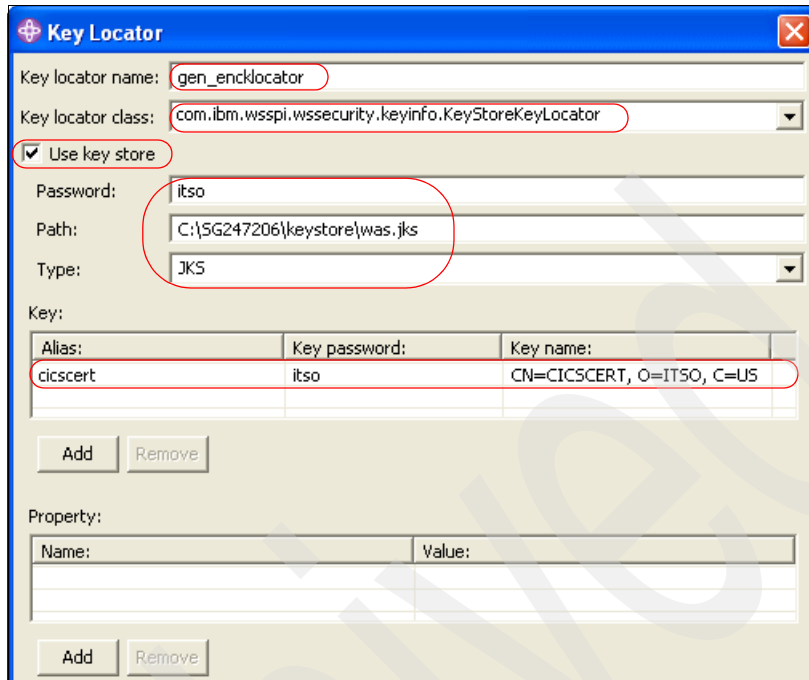 Key Locator
Key locator name: gen_encklocator
Key locator class: com.ibm.wsspi.wssecurity.keyinfo.KeyStoreKeyLocator
Use key store
Password: itso
Path: C:\SG247206\keystore\was.jks
Type: JKS
Key:
Alias: Key password: Key name:
cicscert itso CN=CICSCERT, O=ITSO, C=US
Add Remove
Property:
Name: Value:
Add Remove